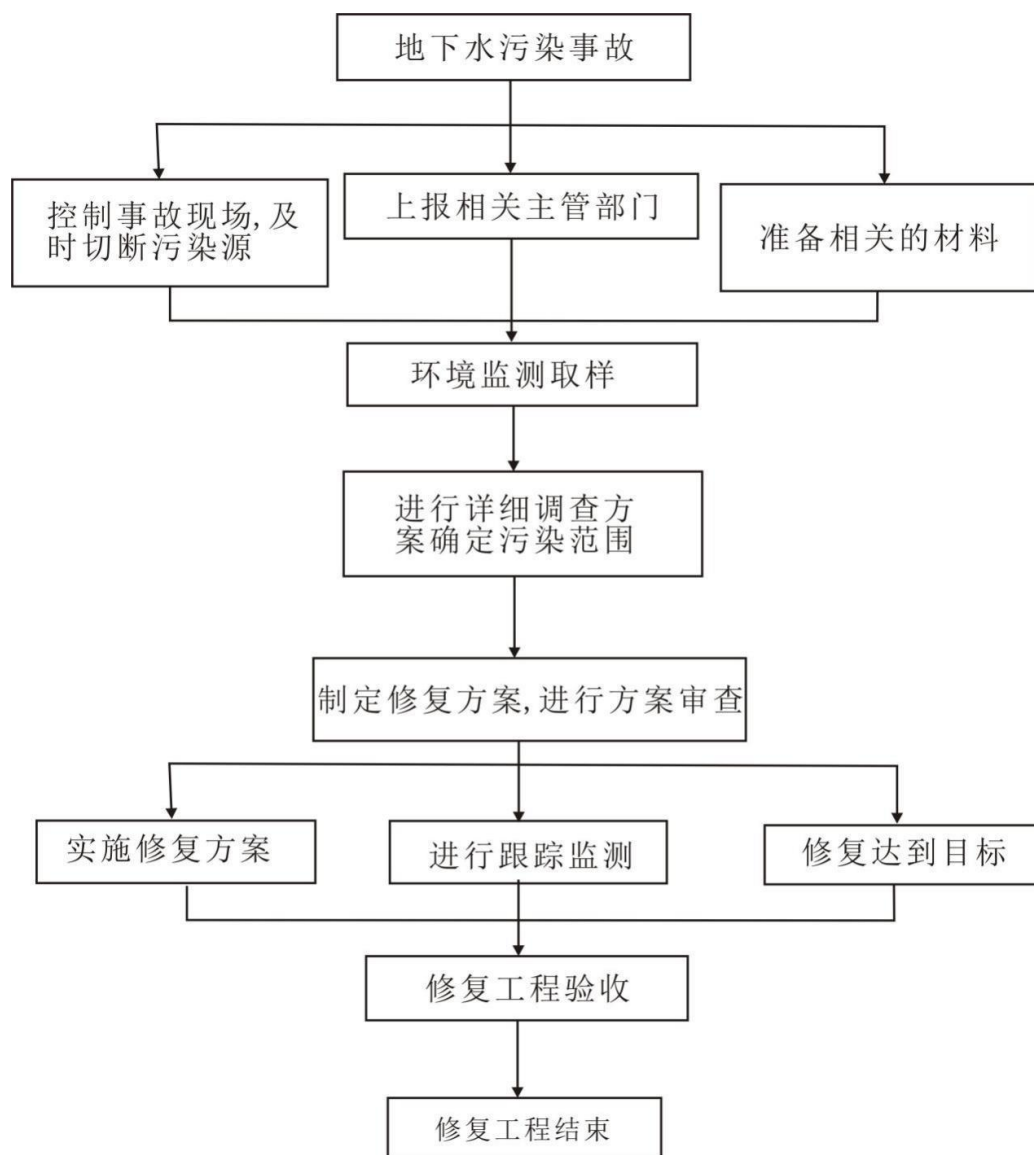 地下水污染事故
控制事故现场,及
时切断污染源
上报相关主管部门
准备相关的材料
环境监测取样
进行详细调查方
案确定污染范围
制定修复方案,进行方案审查
实施修复方案
进行跟踪监测
修复达到目标
修复工程验收
修复工程结束